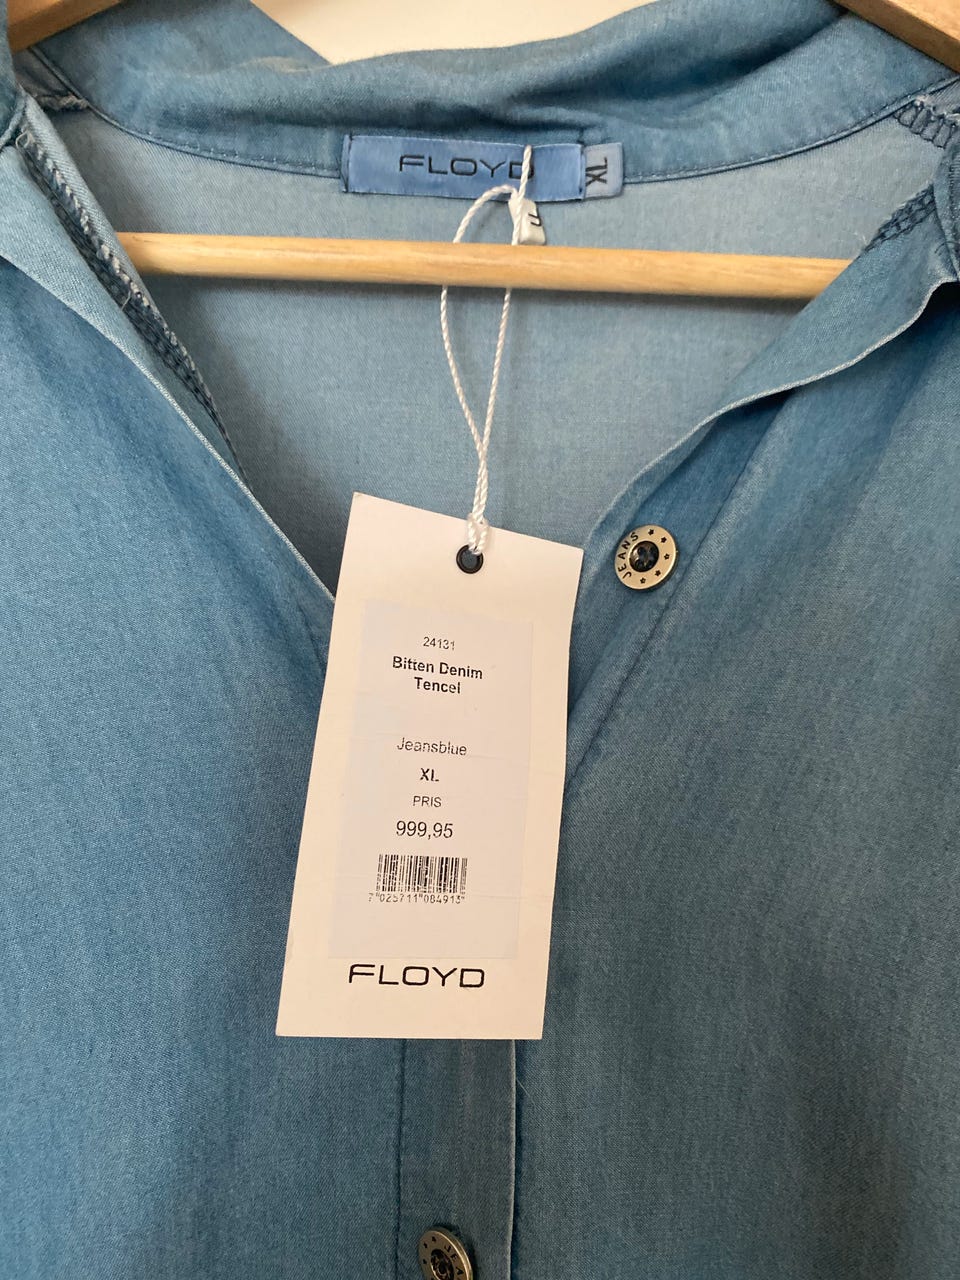 FLOYD
XL
JEANS
24131
Bitten Denim
Tencel
Jeansblue
XL
PRIS
999,95
7 025711 084913
FLOYD